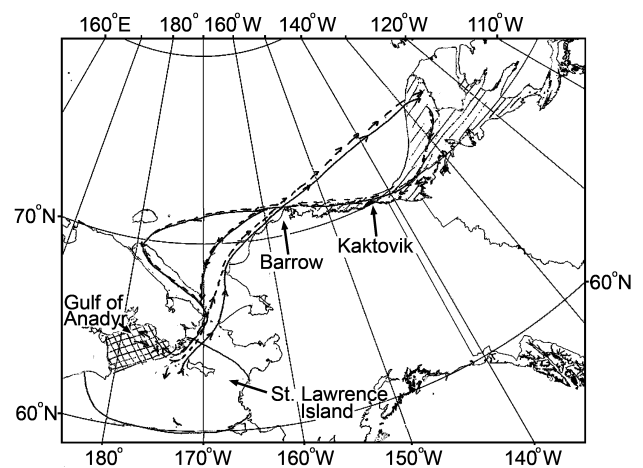 160°E 180° 160°W 140°W 120°W 110°W
70°N
Barrow
Kaktovik
60°N
Gulf of
Anadyr
St. Lawrence
Island
60°N
180° 170°W 160°W 150°W 140°W